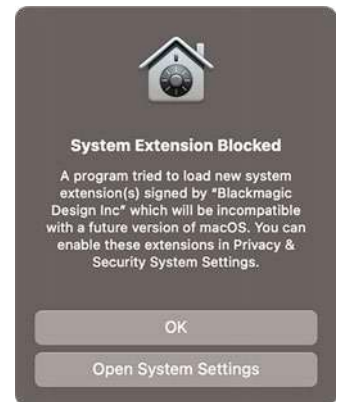 System Extension Blocked
A program tried to load new system
extension(s) signed by "Blackmagic
Design Inc" which will be incompatible
with a future version of macOS. You can
enable these extensions in Privacy &
Security System Settings.
OK
Open System Settings